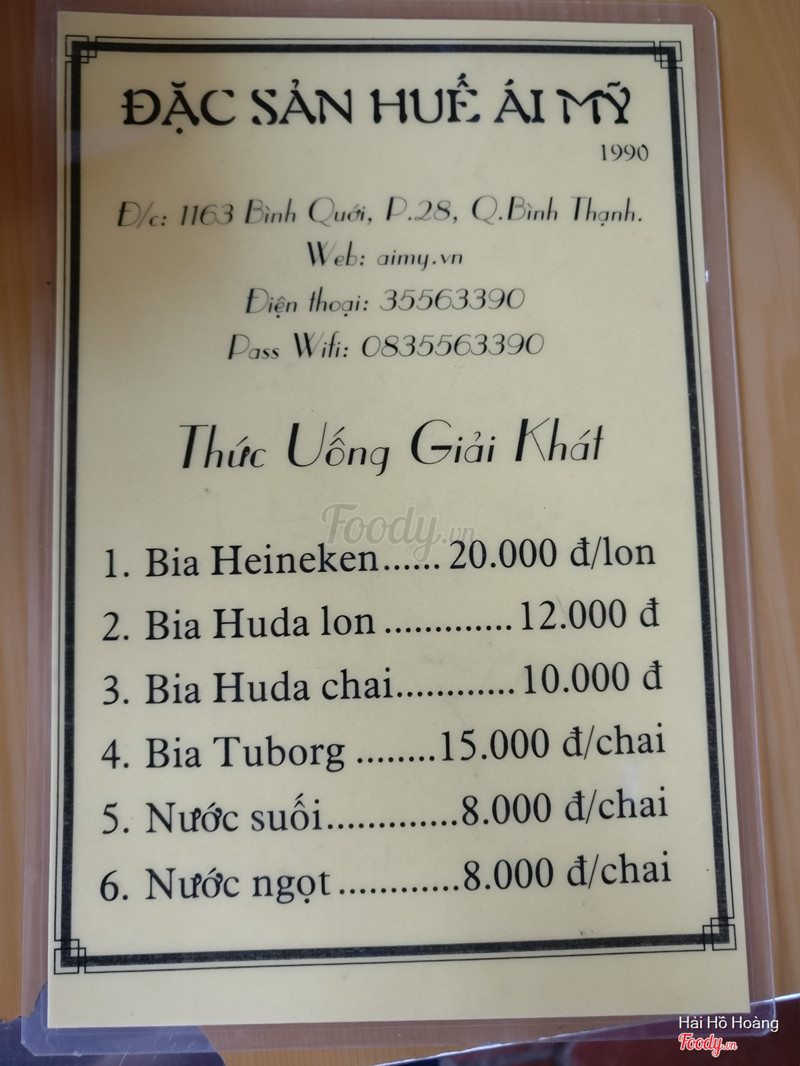 ĐẶC SẢN HUẾ ÁI MỸ
1990
Đ/c: 1163 Bình Quới, P.28, Q.Bình Thạnh.
Web: aimy.vn
Điện thoại: 35563390
Pass Wifi: 0835563390
Thức Uống Giải Khát
Foody.vn
1. Bia Heineken...... 20.000 đ/lon
2. Bia Huda lon ............. 12.000 đ
3. Bia Huda chai............ 10.000 đ
4. Bia Tuborg ........15.000 đ/chai
5. Nước suối.............8.000 đ/chai
6. Nước ngọt ............8.000 đ/chai
Hải Hồ Hoàng
Foody.vn